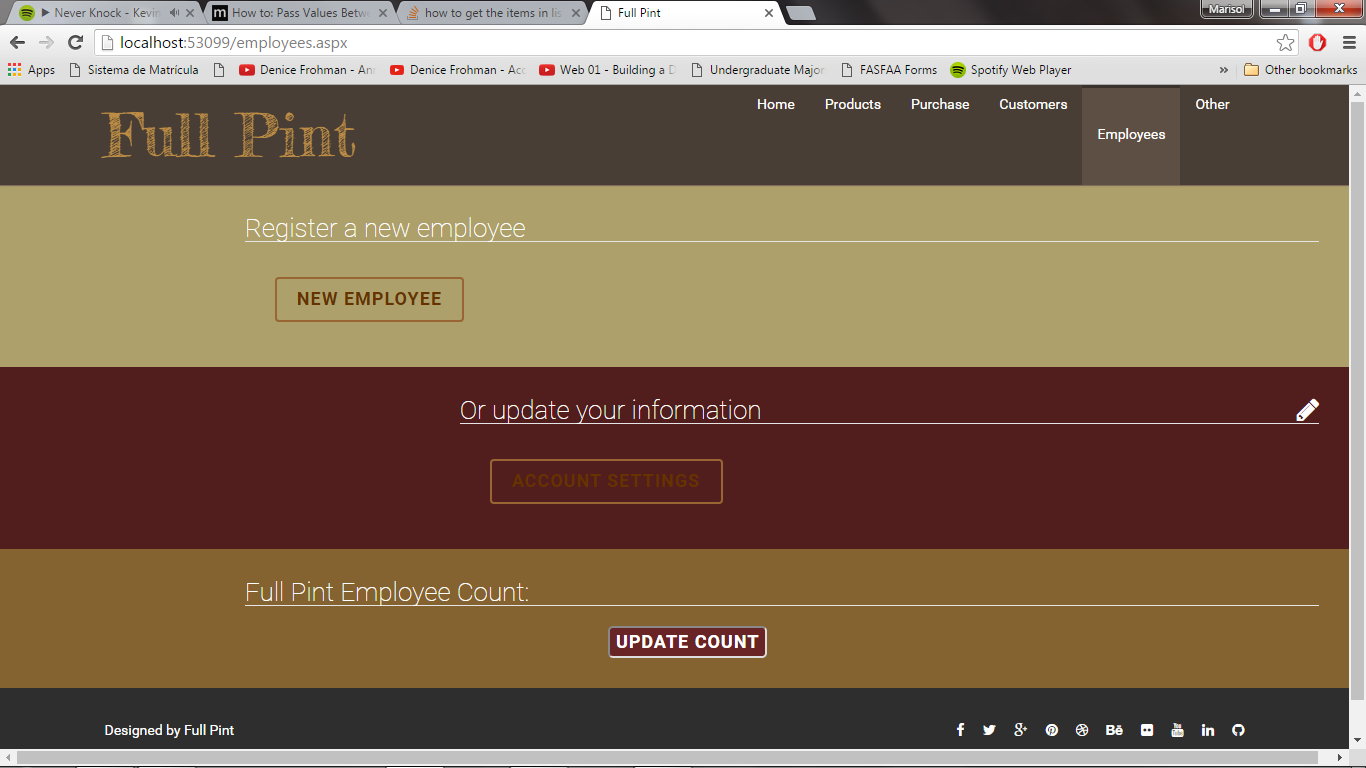 Never Knock - Kevin
How to: Pass Values Betwe
how to get the items in lis
Full Pint
Marisol
localhost:53099/employees.aspx
Apps
Sistema de Matrícula
Denice Frohman - Ann
Denice Frohman - Acc
Web 01 - Building a D
Undergraduate Major
FASFAA Forms
Spotify Web Player
»
Other bookmarks
Full Pint
Home
Products
Purchase
Customers
Employees
Other
Register a new employee
NEW EMPLOYEE
Or update your information
ACCOUNT SETTINGS
Full Pint Employee Count:
UPDATE COUNT
Designed by Full Pint